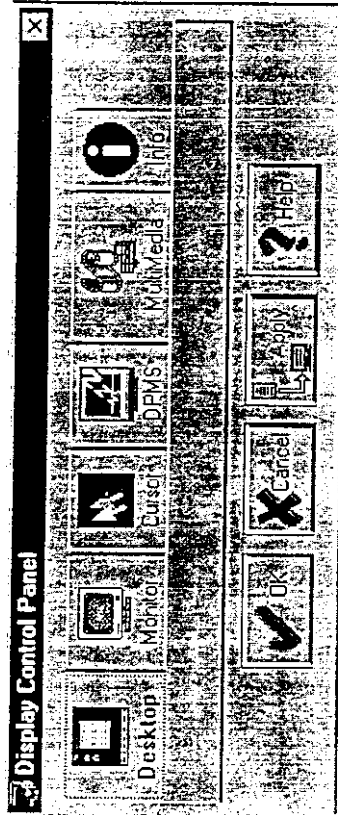 Display Control Panel
Desktop Monitor Cursor DPMS MultiMedia Info
OK Cancel Apply Help